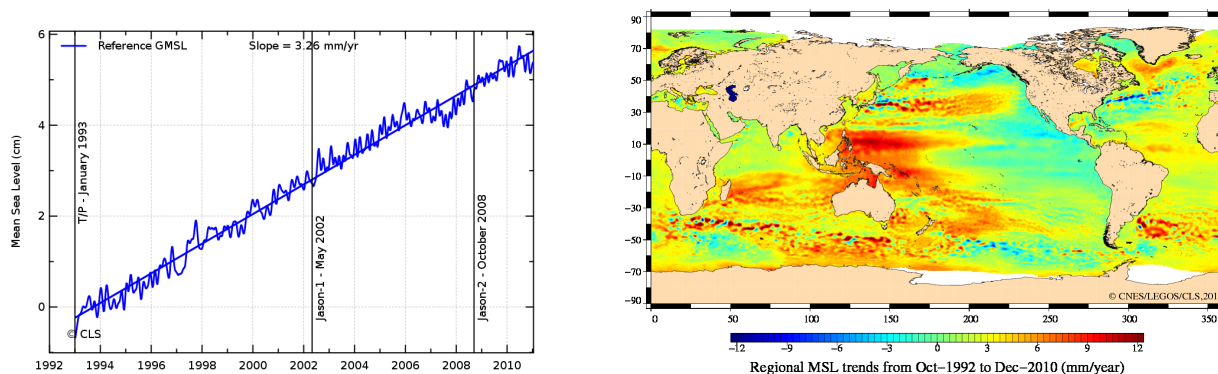 Reference GMSL
Slope = 3.26 mm/yr
Mean Sea Level (cm)
6
4
2
0
T/P - January 1993
Jason-1 - May 2002
Jason-2 - October 2008
© CLS
1992 1994 1996 1998 2000 2002 2004 2006 2008 2010
90
70
50
30
10
−10
−30
−50
−70
−90
© CNES/LEGOS/CLS,201
0 50 100 150 200 250 300 350
−12 −9 −6 −3 0 3 6 9 12
Regional MSL trends from Oct−1992 to Dec−2010 (mm/year)